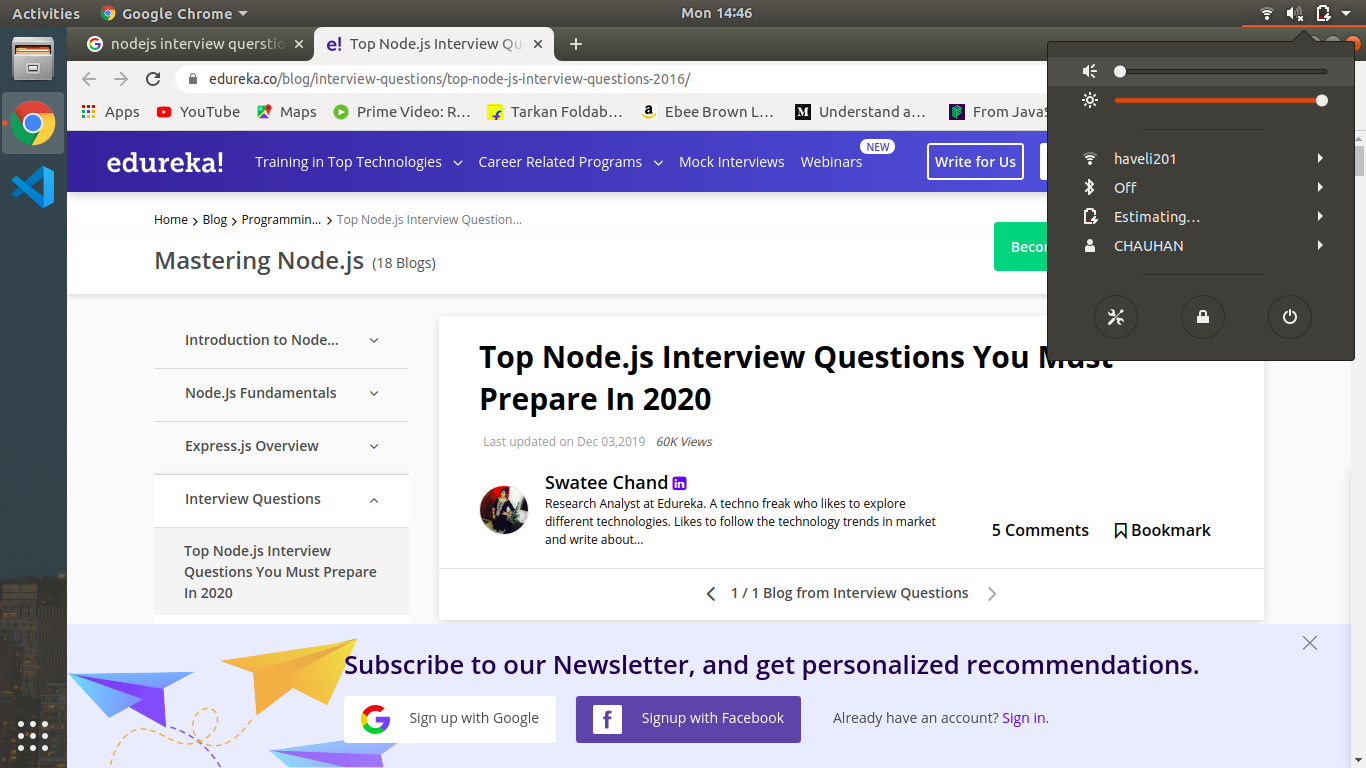 Activities
Google Chrome
Mon 14:46
nodejs interview querstio
e! Top Node.js Interview Qu
edureka.co/blog/interview-questions/top-node-js-interview-questions-2016/
Apps
YouTube
Maps
Prime Video: R...
Tarkan Foldab...
Ebee Brown L...
Understand a...
From JavaS
edureka!
Training in Top Technologies
Career Related Programs
Mock Interviews
Webinars
NEW
Write for Us
haveli201
Off
Estimating...
CHAUHAN
Home > Blog > Programmin... > Top Node.js Interview Question...
Mastering Node.js (18 Blogs)
Becom
Introduction to Node...
Node.Js Fundamentals
Express.js Overview
Interview Questions
Top Node.js Interview
Questions You Must Prepare
In 2020
Top Node.js Interview Questions You Must
Prepare In 2020
Last updated on Dec 03,2019 60K Views
Swatee Chand in
Research Analyst at Edureka. A techno freak who likes to explore
different technologies. Likes to follow the technology trends in market
and write about...
5 Comments
Bookmark
1 / 1 Blog from Interview Questions
Subscribe to our Newsletter, and get personalized recommendations.
Sign up with Google
Signup with Facebook
Already have an account? Sign in.